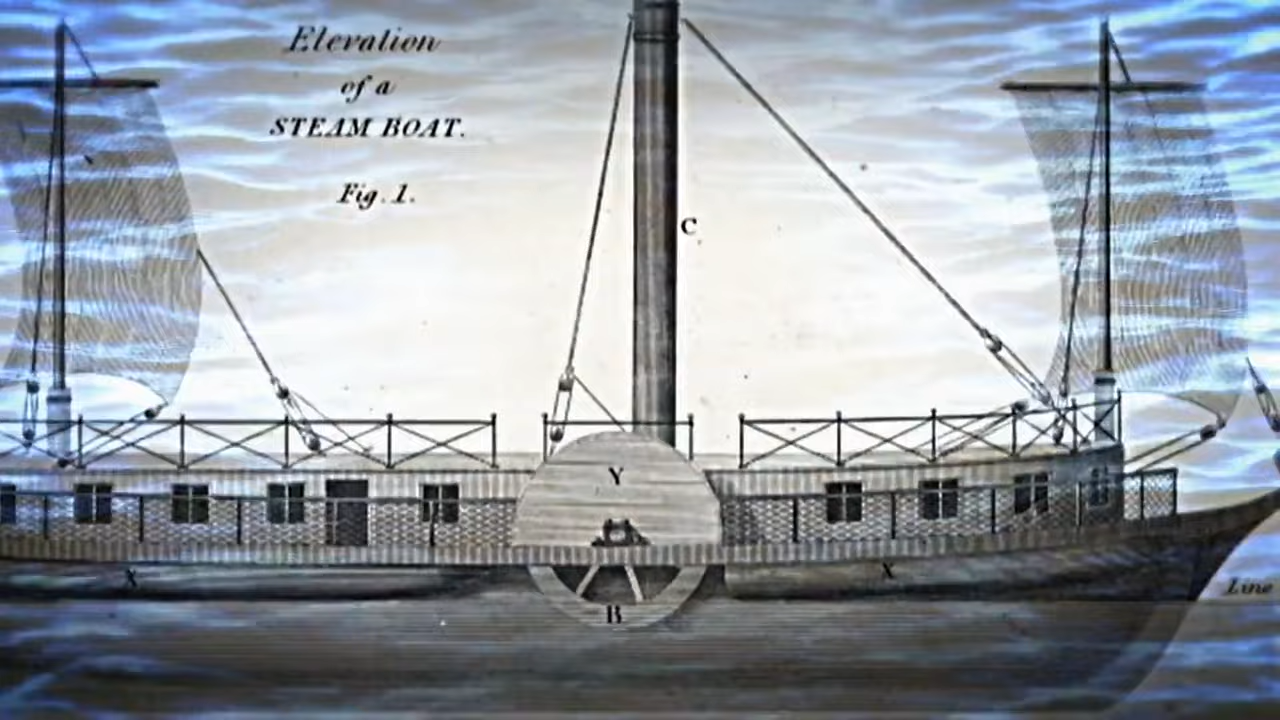 Elevation
of a
STEAM BOAT.
Fig. 1.
C
Y
X
X
B
Line